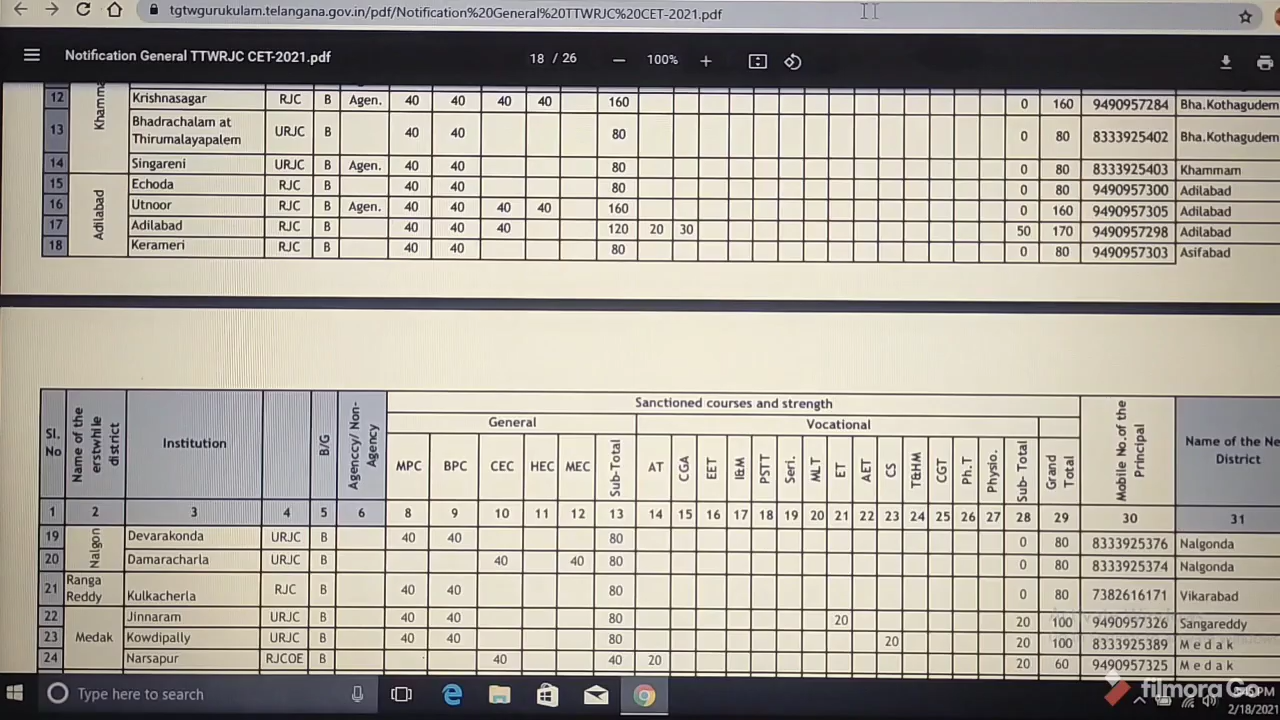 tgtwgurukulam.telangana.gov.in/pdf/Notification%20General%20TTWRJC%20CET-2021.pdf
Notification General TTWRJC CET-2021.pdf 18 / 26 — 100% +
12 Krishnasagar RJC B Agen. 40 40 40 40 160 0 160 9490957284 Bha.Kothagudem
13 Bhadrachalam at Thirumalayapalem URJC B 40 40 80 0 80 8333925402 Bha.Kothagudem
14 Singareni URJC B Agen. 40 40 80 0 80 8333925403 Khammam
15 Echoda RJC B 40 40 80 0 80 9490957300 Adilabad
16 Utnoor RJC B Agen. 40 40 40 40 160 0 160 9490957305 Adilabad
Adilabad
17 Adilabad RJC B 40 40 40 120 20 30 50 170 9490957298 Adilabad
18 Kerameri RJC B 40 40 80 0 80 9490957303 Asifabad
Sanctioned courses and strength
General Vocational
Sl. No Name of the erstwhile district Institution B/G Agenccy/ Non-Agency MPC BPC CEC HEC MEC Sub-Total AT CGA EET I&M PSTT Seri. MLT ET AET CS T&HM CGT Ph.T Physio. Sub- Total Grand Total Mobile No.of the Principal Name of the Ne District
1 2 3 4 5 6 8 9 10 11 12 13 14 15 16 17 18 19 20 21 22 23 24 25 26 27 28 29 30 31
19 Nalgon Devarakonda URJC B 40 40 80 0 80 8333925376 Nalgonda
20 Damaracharla URJC B 40 40 80 0 80 8333925374 Nalgonda
21 Ranga Reddy Kulkacherla RJC B 40 40 80 0 80 7382616171 Vikarabad
22 Jinnaram URJC B 40 40 80 20 20 100 9490957326 Sangareddy
23 Medak Kowdipally URJC B 40 40 80 20 20 100 8333925389 Medak
24 Narsapur RJCOE B 40 40 20 20 60 9490957325 Medak
Type here to search
filmora Go
2/18/2021